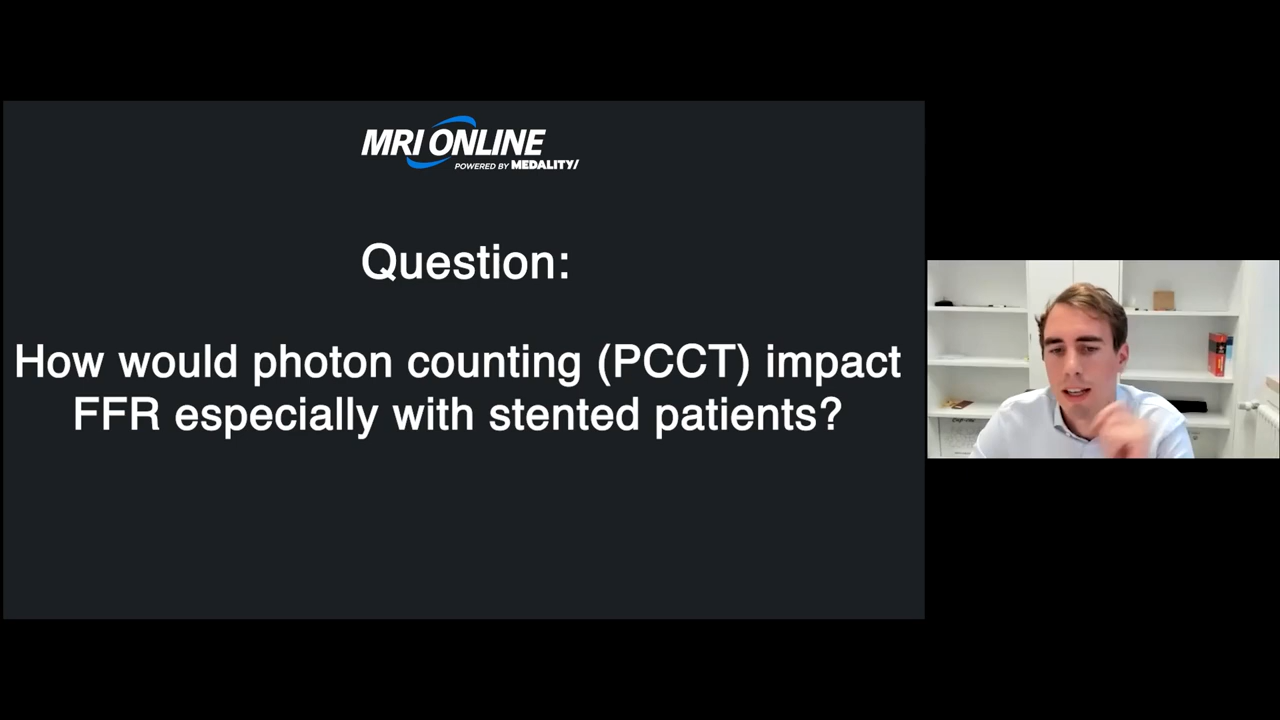 MRI ONLINE
POWERED BY MEDALITY/
Question:
How would photon counting (PCCT) impact
FFR especially with stented patients?